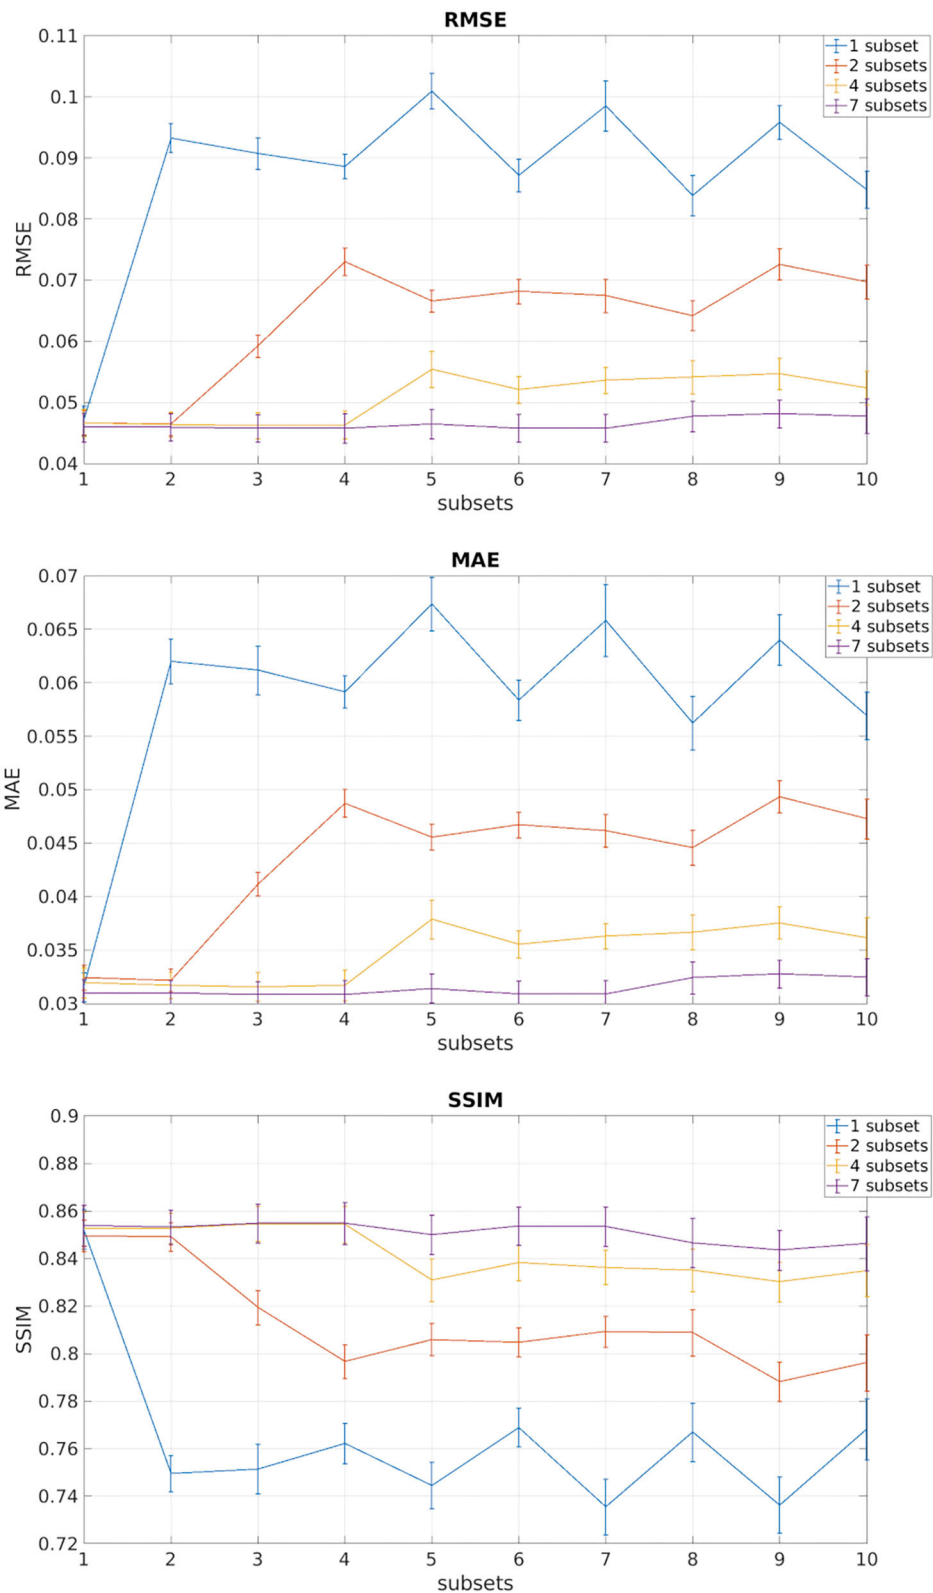 RMSE
0.11
1 subset
2 subsets
0.1
4 subsets
7 subsets
0.09
0.08
RMSE
0.07
0.06
0.05
0.04
1 2 3 4 5 6 7 8 9 10
subsets
MAE
0.07
1 subset
2 subsets
0.065
4 subsets
7 subsets
0.06
0.055
MAE
0.05
0.045
0.04
0.035
0.03
1 2 3 4 5 6 7 8 9 10
subsets
SSIM
0.9
1 subset
2 subsets
0.88
4 subsets
7 subsets
0.86
0.84
0.82
SSIM
0.8
0.78
0.76
0.74
0.72
1 2 3 4 5 6 7 8 9 10
subsets